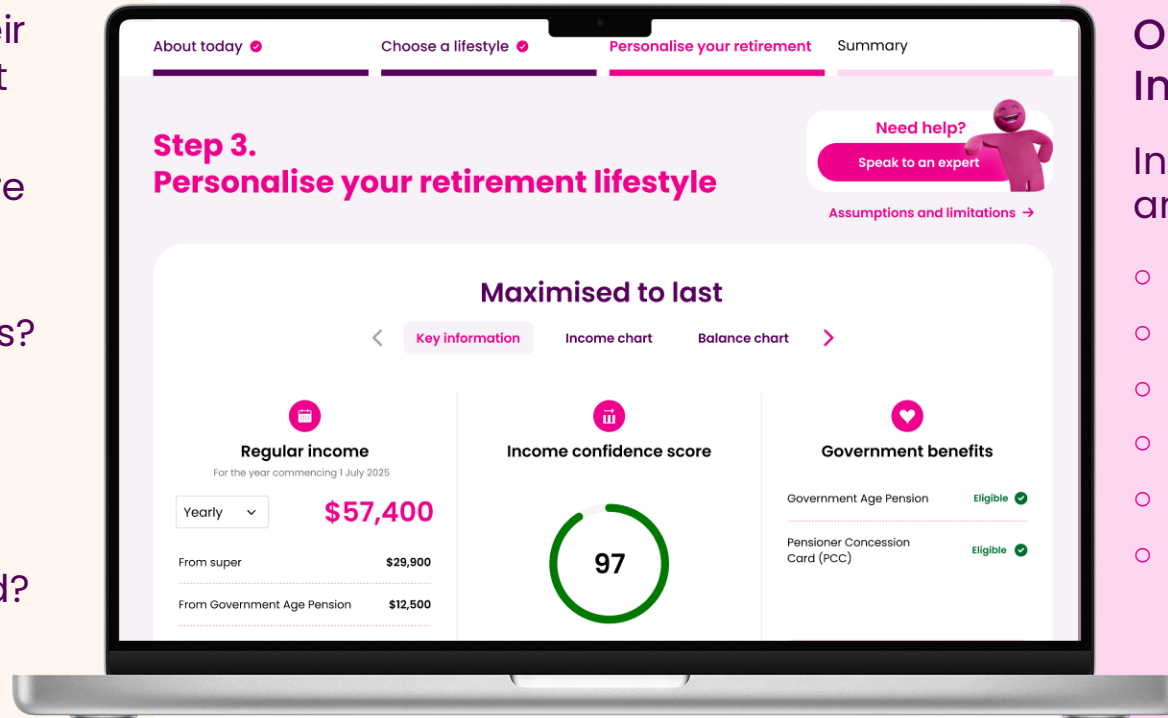 About today
Choose a lifestyle
Personalise your retirement
Summary
Step 3.
Personalise your retirement lifestyle
Need help?
Speak to an expert
Assumptions and limitations →
Maximised to last
Key information
Income chart
Balance chart
Regular income
For the year commencing 1 July 2025
Yearly
$57,400
From super
$29,900
From Government Age Pension
$12,500
Income confidence score
97
Government benefits
Government Age Pension
Eligible
Pensioner Concession
Card (PCC)
Eligible